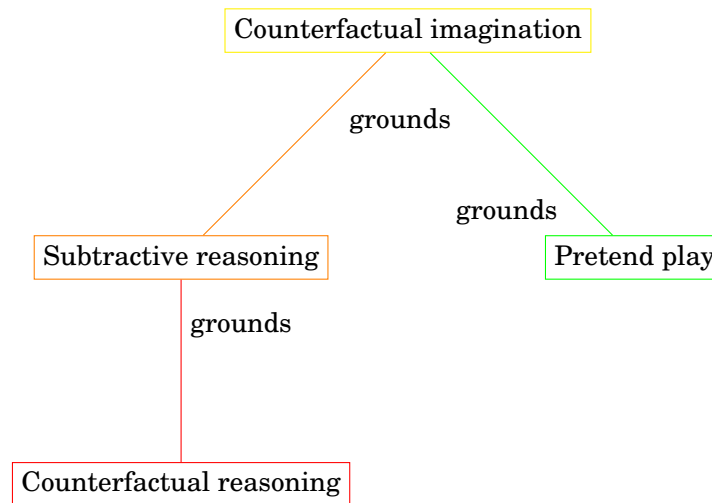 Counterfactual imagination
grounds
grounds
Subtractive reasoning
Pretend play
grounds
Counterfactual reasoning